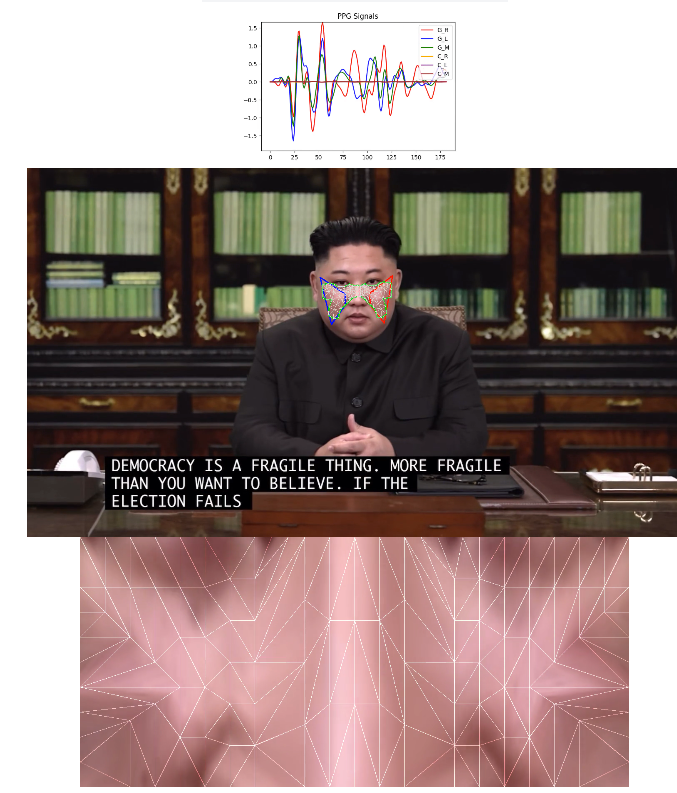 PPG Signals
G_R
G_L
G_M
C_R
C_L
C_M
1.5
1.0
0.5
0.0
−0.5
−1.0
−1.5
0 25 50 75 100 125 150 175
DEMOCRACY IS A FRAGILE THING. MORE FRAGILE
THAN YOU WANT TO BELIEVE. IF THE
ELECTION FAILS